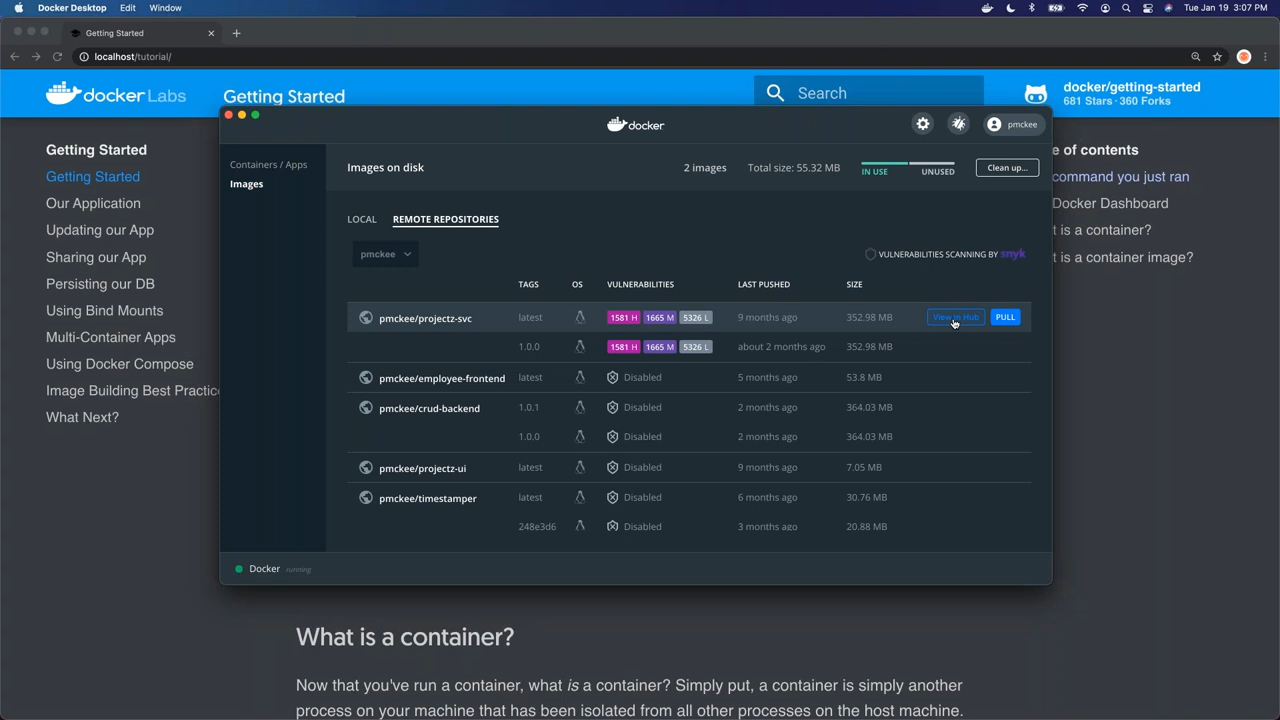 Docker Desktop Edit Window Tue Jan 19 3:07 PM
Getting Started
localhost/tutorial/
docker Labs Getting Started Search docker/getting-started
681 Stars · 360 Forks
docker pmckee
Getting Started
Getting Started
Our Application
Updating our App
Sharing our App
Persisting our DB
Using Bind Mounts
Multi-Container Apps
Using Docker Compose
Image Building Best Practice
What Next?
Containers / Apps
Images
Images on disk 2 images Total size: 55.32 MB IN USE UNUSED Clean up...
LOCAL REMOTE REPOSITORIES
pmckee VULNERABILITIES SCANNING BY snyk
TAGS OS VULNERABILITIES LAST PUSHED SIZE
pmckee/projectz-svc latest 1581 H 1665 M 5326 L 9 months ago 352.98 MB View in Hub PULL
1.0.0 1581 H 1665 M 5326 L about 2 months ago 352.98 MB
pmckee/employee-frontend latest Disabled 5 months ago 53.8 MB
pmckee/crud-backend 1.0.1 Disabled 2 months ago 364.03 MB
1.0.0 Disabled 2 months ago 364.03 MB
pmckee/projectz-ui latest Disabled 9 months ago 7.05 MB
pmckee/timestamper latest Disabled 6 months ago 30.76 MB
248e3d6 Disabled 3 months ago 20.88 MB
Docker running
e of contents
command you just ran
Docker Dashboard
t is a container?
t is a container image?
What is a container?
Now that you've run a container, what is a container? Simply put, a container is simply another
process on your machine that has been isolated from all other processes on the host machine.